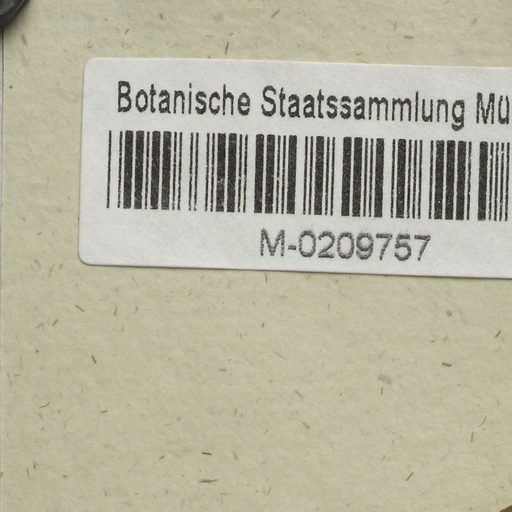 Botanische Staatssammlung Mü
M-0209757